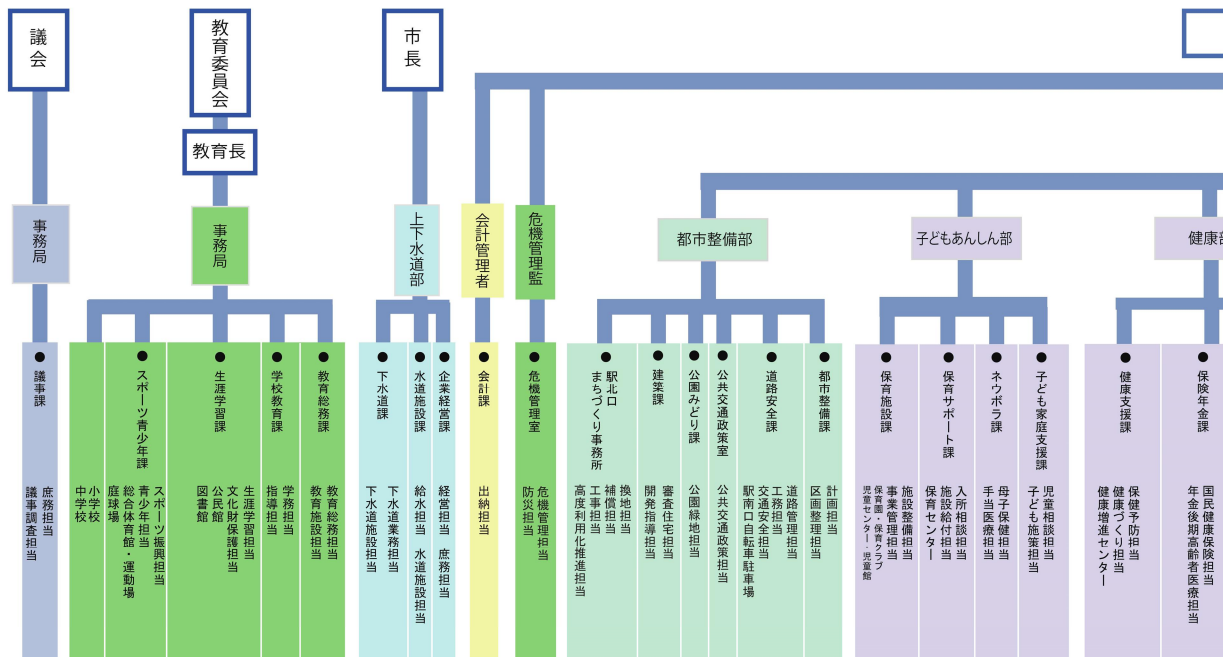 議会
教育委員会
教育長
市長
事務局
事務局
上下水道部
会計管理者
危機管理監
都市整備部
子どもあんしん部
健康部
●議事課
庶務担当
議事調査担当
小学校
中学校
●スポーツ青少年課
スポーツ振興担当
青少年担当
総合体育館・運動場
庭球場
●生涯学習課
生涯学習担当
文化財保護担当
公民館
図書館
●学校教育課
学務担当
指導担当
●教育総務課
教育総務担当
教育施設担当
●下水道課
下水道業務担当
下水道施設担当
●水道施設課
給水担当 水道施設担当
●企業経営課
経営担当 庶務担当
●会計課
出納担当
●危機管理室
危機管理担当
防災担当
●駅北口
まちづくり事務所
換地担当
補償担当
工事担当
高度利用化推進担当
●建築課
審査住宅担当
開発指導担当
●公園みどり課
公園緑地担当
●公共交通政策室
公共交通政策担当
●道路安全課
道路管理担当
工務担当
交通安全担当
駅南口自転車駐車場
●都市整備課
計画担当
区画整理担当
●保育施設課
施設整備担当
事業管理担当
保育園・保育クラブ
児童センター・児童館
●保育サポート課
入所相談担当
施設給付担当
保育センター
●ネウボラ課
母子保健担当
手当医療担当
●子ども家庭支援課
児童相談担当
子ども施策担当
●健康支援課
保健予防担当
健康づくり担当
健康増進センター
●保険年金課
国民健康保険担当
年金後期高齢者医療担当